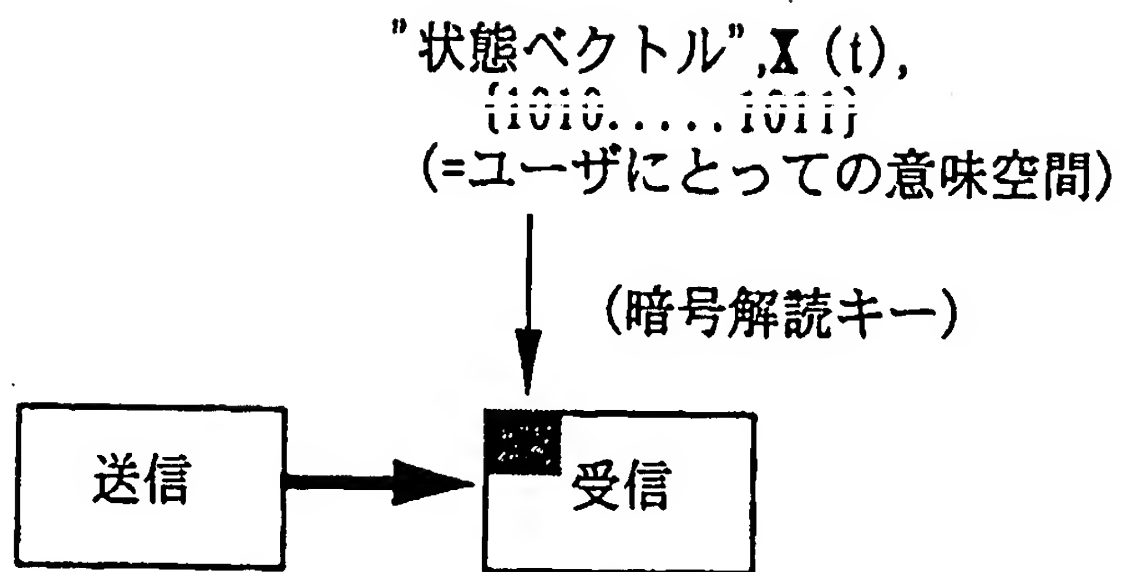 "状態ベクトル",X (t),
{1010.....1011}
(=ユーザにとっての意味空間)
(暗号解読キー)
送信
受信